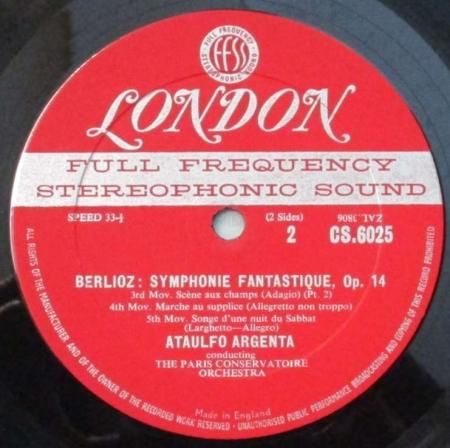 FULL FREQUENCY
ffss
STEREOPHONIC SOUND
LONDON
FULL FREQUENCY
STEREOPHONIC SOUND
SPEED 33-⅓
(2 Sides)
ZAL.3806
2
CS.6025
BERLIOZ: SYMPHONIE FANTASTIQUE, Op. 14
3rd Mov. Scène aux champs (Adagio) (Pt. 2)
4th Mov. Marche au supplice (Allegretto non troppo)
5th Mov. Songe d'une nuit du Sabbat
(Larghetto—Allegro)
ATAULFO ARGENTA
conducting
THE PARIS CONSERVATOIRE
ORCHESTRA
Made in England
ALL RIGHTS OF THE MANUFACTURER AND OF THE OWNER OF THE RECORDED WORK RESERVED - UNAUTHORISED PUBLIC PERFORMANCE BROADCASTING AND COPYING OF THIS RECORD PROHIBITED